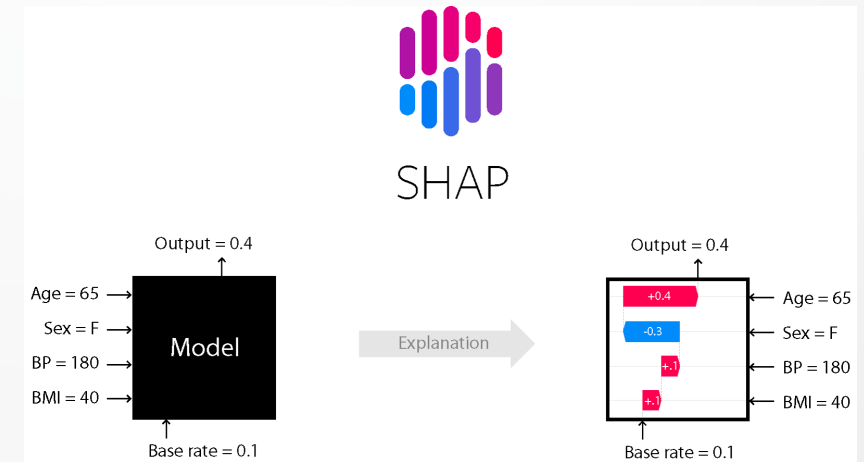 SHAP
Output = 0.4
Age = 65
Sex = F
BP = 180
BMI = 40
Model
Base rate = 0.1
Explanation
Output = 0.4
+0.4
-0.3
+.1
+.1
Age = 65
Sex = F
BP = 180
BMI = 40
Base rate = 0.1